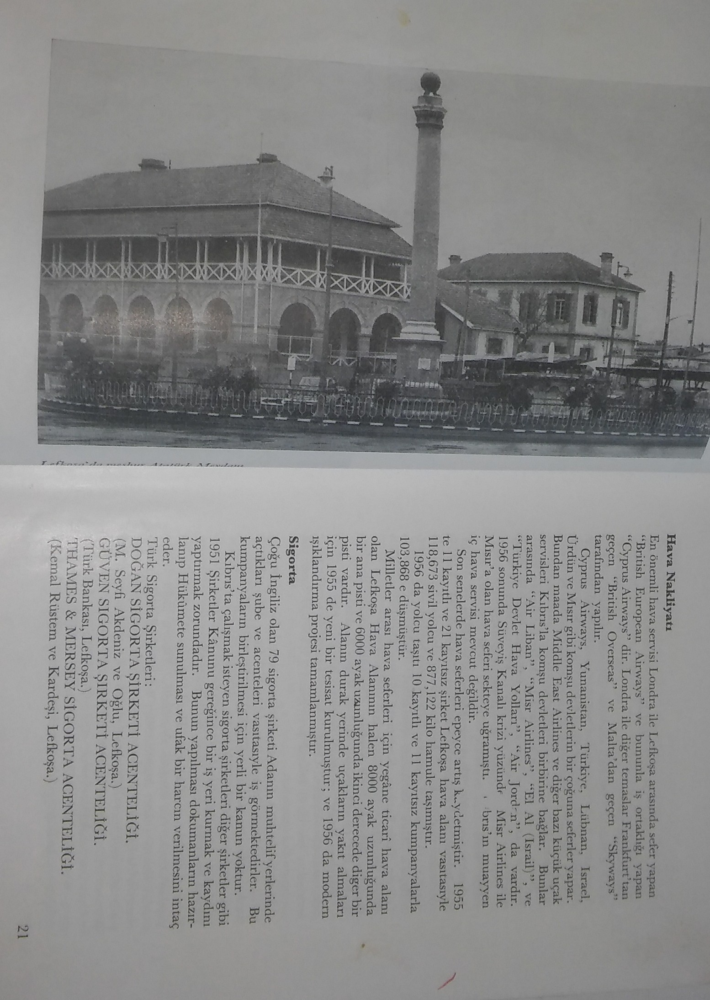 Lefkoşa'da meşhur Atatürk Meydanı
Hava Nakliyatı
En önemli hava servisi Londra ile Lefkoşa arasında sefer yapan
“British European Airways” ve bununla iş ortaklığı yapan
“Cyprus Airways” dir. Londra ile diğer temaslar Frankfurt'tan
geçen “British Overseas” ve Malta'dan geçen “Skyways”
tarafından yapılır.
Cyprus Airways, Yunanistan, Türkiye, Lübnan, Israel,
Ürdün ve Mısır gibi komşu devletlerin bir çoğuna seferler yapar.
Bundan maada Middle East Airlines ve diğer bazı küçük uçak
servisleri Kıbrıs'la komşu devletleri birbirine bağlar. Bunlar
arasında “Air Liban”, “Misr Airlines”, “El Al (Israil)”, ve
“Türkiye Devlet Hava Yolları”, “Air Jorden”, da vardır.
1956 sonunda Süveyiş Kanalı krizi yüzünde Misr Airlines ile
Mısır'a olan hava seferi sekteye uğramıştı. ıbrıs'ın muayyen
iç hava servisi mevcut değildir.
Son senelerde hava seferleri epeyce artış k..ydetmiştir. 1955
te 11 kayıtlı ve 21 kayıtsız şirket Lefkoşa hava alanı vasıtasıyle
118,673 sivil yolcu ve 877,122 kilo hamule taşımıştır.
1956 da yolcu taşıtı 10 kayıtlı ve 11 kayıtsız kumpanyalarla
103,868 e düşmüştür.
Milletler arası hava seferleri için yegâne ticarî hava alanı
olan Lefkoşa Hava Alanının halen 8000 ayak uzunluğunda
bir ana pisti ve 6000 ayak uzunluğunda ikinci derecede diger bir
pisti vardır. Alanın durak yerinde uçakların yakıt almaları
için 1955 de yeni bir tesisat kurulmuştur; ve 1956 da modern
ışıklandırma projesi tamamlanmıştır.
Sigorta
Çoğu İngiliz olan 79 sigorta şirketi Adanın muhtelif yerlerinde
açtıkları şube ve acenteleri vasıtasıyle iş görmektedirler. Bu
kumpanyaların birleştirilmesi için yerli bir kanun yoktur.
Kıbrıs'ta çalışmak isteyen sigorta şirketleri diğer şirketler gibi
1951 Şirketler Kânunu gereğince bir iş yeri kurmak ve kaydını
yaptırmak zorundadır. Bunun yapılması dokumanların hazır-
lanıp Hükûmete sunulması ve ufak bir harcın verilmesini intaç
eder.
Türk Sigorta Şirketleri:
DOĞAN SİGORTA ŞİRKETİ ACENTELİĞİ.
(M. Seyfi Akdeniz ve Oğlu, Lefkoşa.)
GÜVEN SIGORTA ŞIRKETİ ACENTELİĞİ.
(Türk Bankası, Lefkoşa.)
THAMES & MERSEY SİGORTA ACENTELİĞİ.
(Kemal Rüstem ve Kardeşi, Lefkoşa.)
21